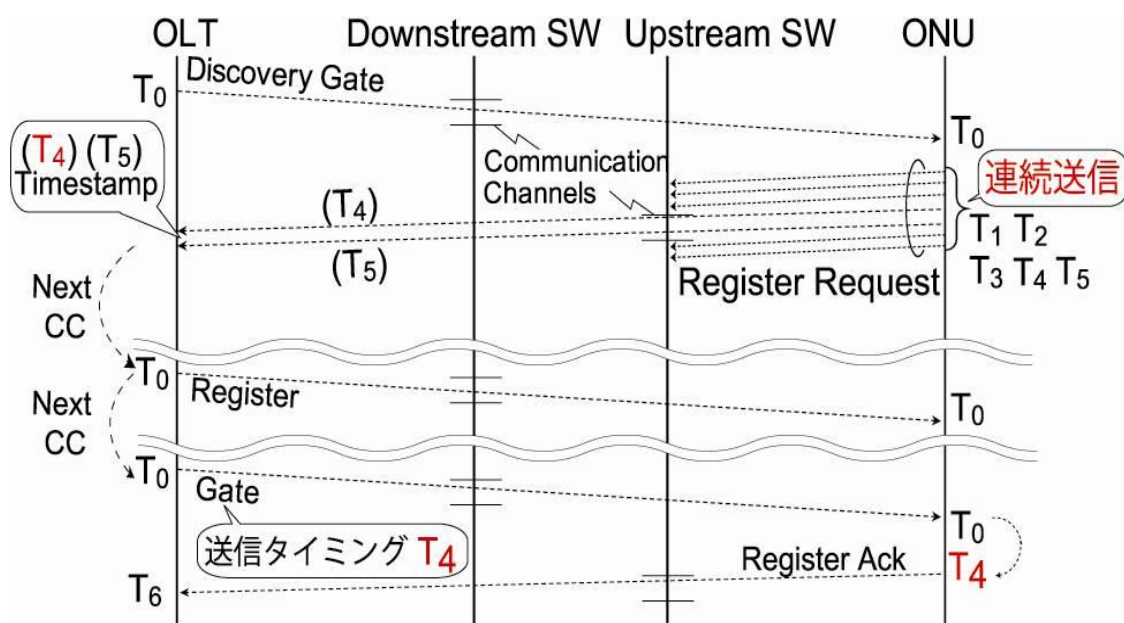 OLT Downstream SW Upstream SW ONU
T0 Discovery Gate
T0
(T4) (T5)
Timestamp
Communication
Channels
連続送信
(T4)
T1 T2
(T5)
T3 T4 T5
Register Request
Next
CC
T0
Register
T0
Next
CC
T0
Gate
送信タイミング T4
T0
Register Ack
T4
T6